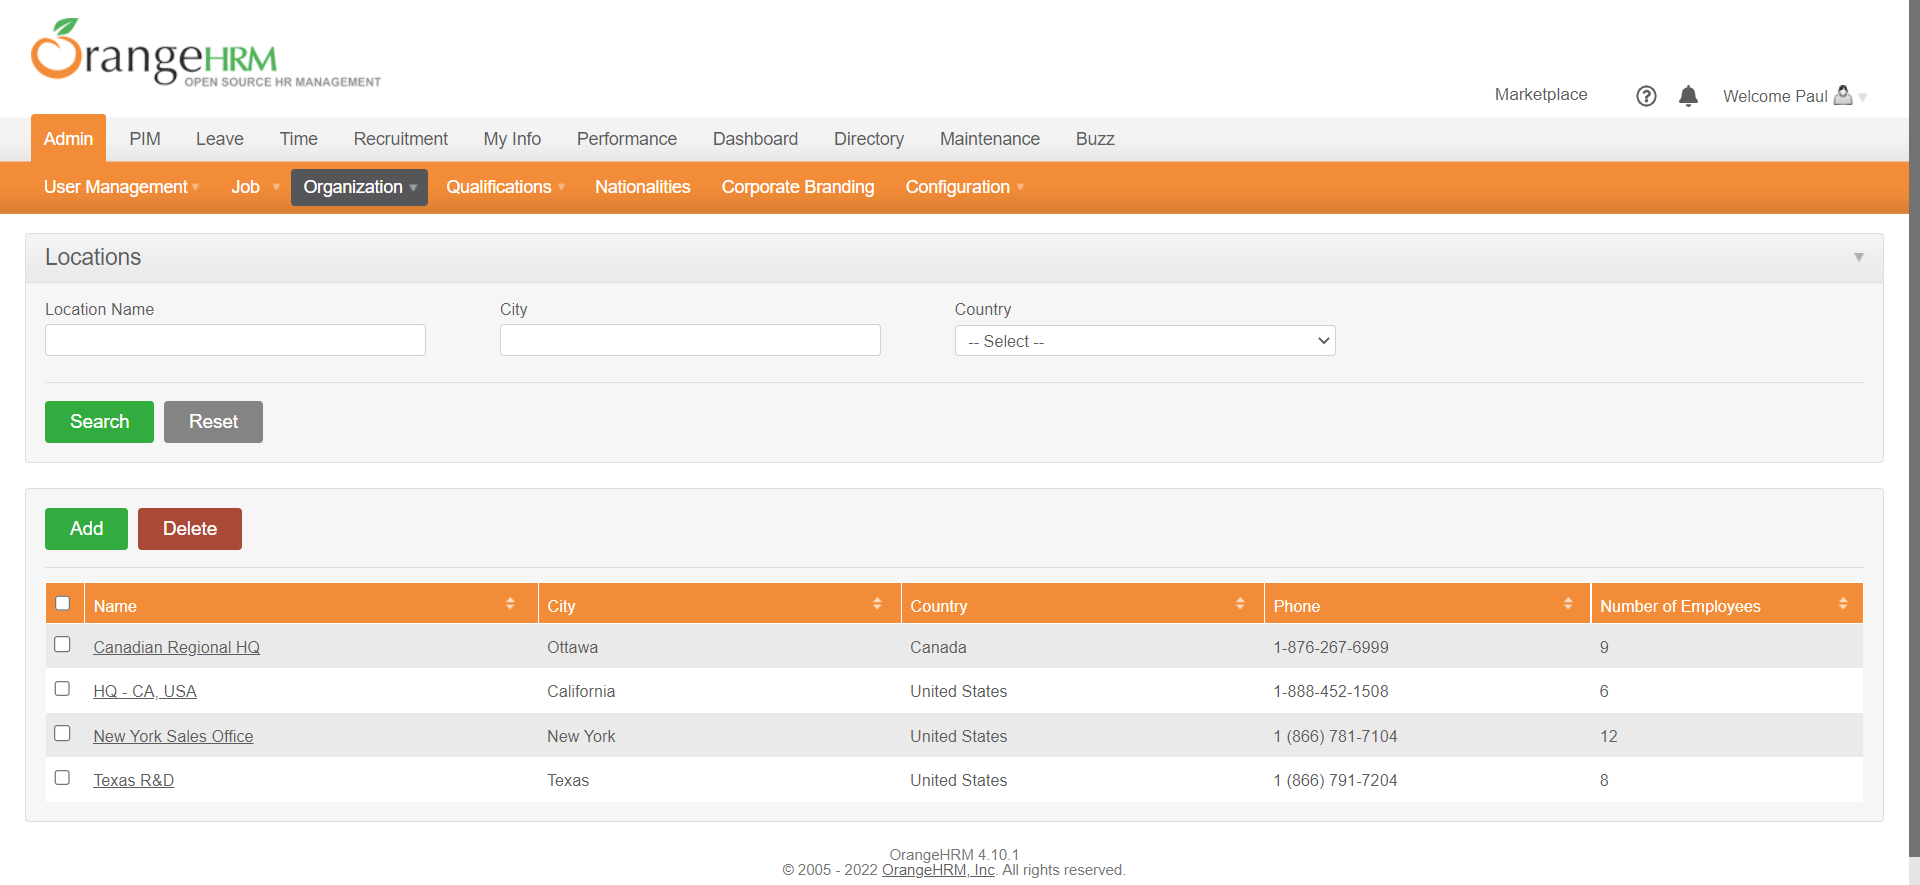 OrangeHRM
OPEN SOURCE HR MANAGEMENT
Marketplace
Welcome Paul
Admin PIM Leave Time Recruitment My Info Performance Dashboard Directory Maintenance Buzz
User Management Job Organization Qualifications Nationalities Corporate Branding Configuration
Locations
Location Name City Country
-- Select --
Search Reset
Add Delete
Name City Country Phone Number of Employees
Canadian Regional HQ Ottawa Canada 1-876-267-6999 9
HQ - CA, USA California United States 1-888-452-1508 6
New York Sales Office New York United States 1 (866) 781-7104 12
Texas R&D Texas United States 1 (866) 791-7204 8
OrangeHRM 4.10.1
© 2005 - 2022 OrangeHRM, Inc. All rights reserved.